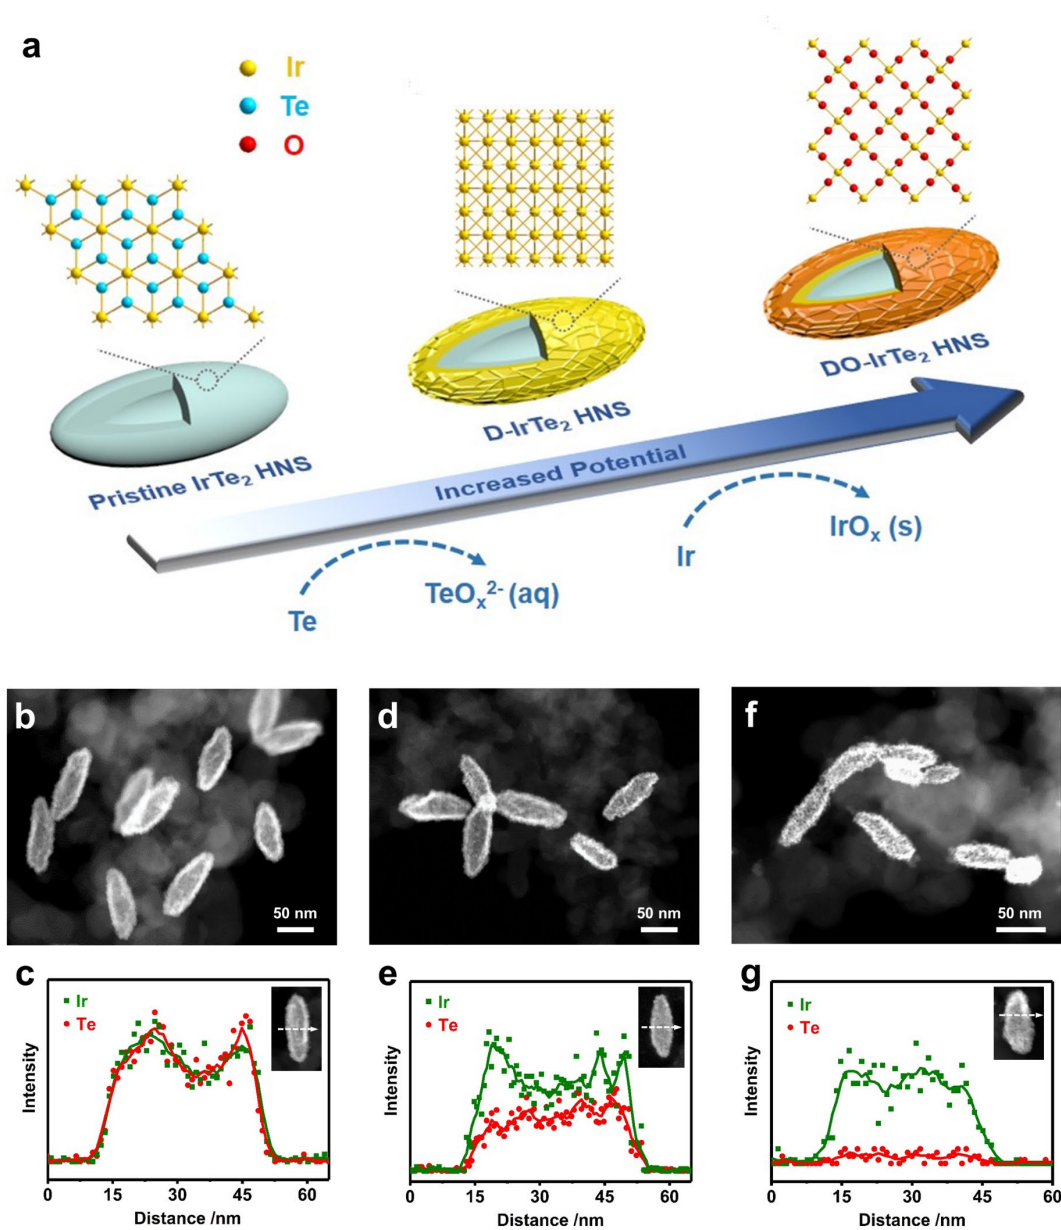 a
Ir
Te
O
Pristine IrTe₂ HNS
D-IrTe₂ HNS
DO-IrTe₂ HNS
Increased Potential
Te
TeOₓ²⁻ (aq)
Ir
IrOₓ (s)
b
50 nm
d
50 nm
f
50 nm
c
Ir
Te
Intensity
0 15 30 45 60
Distance /nm
e
Ir
Te
Intensity
0 15 30 45 60
Distance /nm
g
Ir
Te
Intensity
0 15 30 45 60
Distance /nm